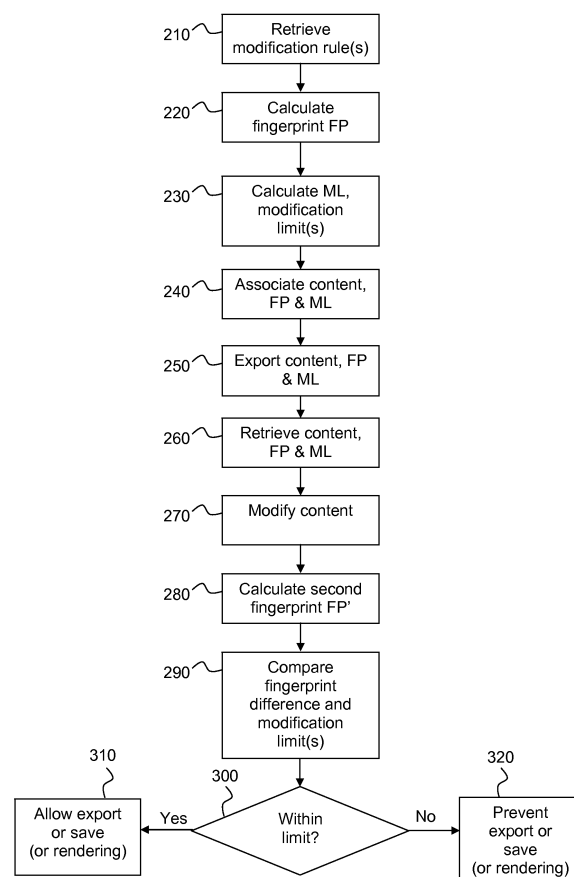 210
Retrieve
modification rule(s)
220
Calculate
fingerprint FP
230
Calculate ML,
modification
limit(s)
240
Associate content,
FP & ML
250
Export content, FP
& ML
260
Retrieve content,
FP & ML
270
Modify content
280
Calculate second
fingerprint FP’
290
Compare
fingerprint
difference and
modification
limit(s)
310
Allow export
or save
(or rendering)
Yes
300
Within
limit?
No
320
Prevent
export or
save
(or rendering)